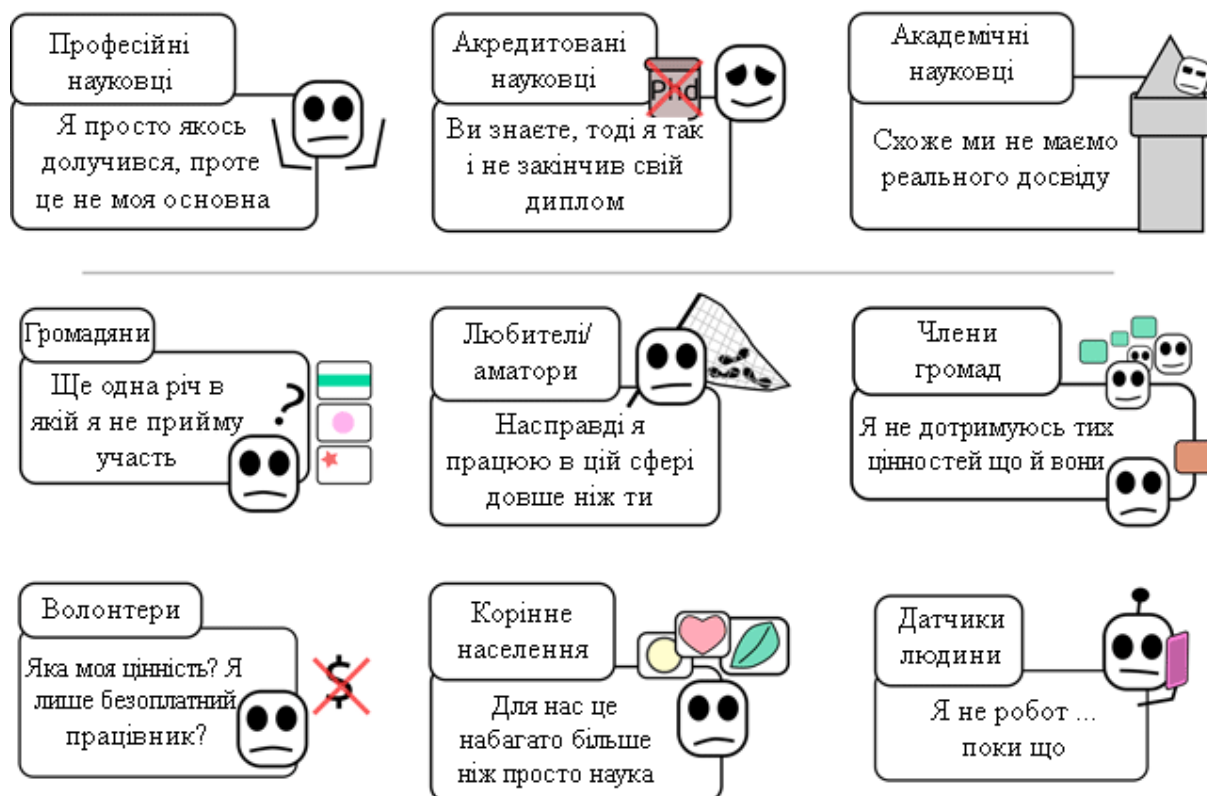 Професійні
науковці
Я просто якось
долучився, проте
це не моя основна
Акредитовані
науковці
Phd
Ви знаєте, тоді я так
і не закінчив свій
диплом
Академічні
науковці
Схоже ми не маємо
реального досвіду
Громадяни
Ще одна річ в
якій я не прийму
участь
?
Любителі/
аматори
Насправді я
працюю в цій сфері
довше ніж ти
Члени
громад
Я не дотримуюсь тих
цінностей що й вони
Волонтери
Яка моя цінність? Я
лише безоплатний
працівник?
$
Корінне
населення
Для нас це
набагато більше
ніж просто наука
Датчики
людини
Я не робот ...
поки що